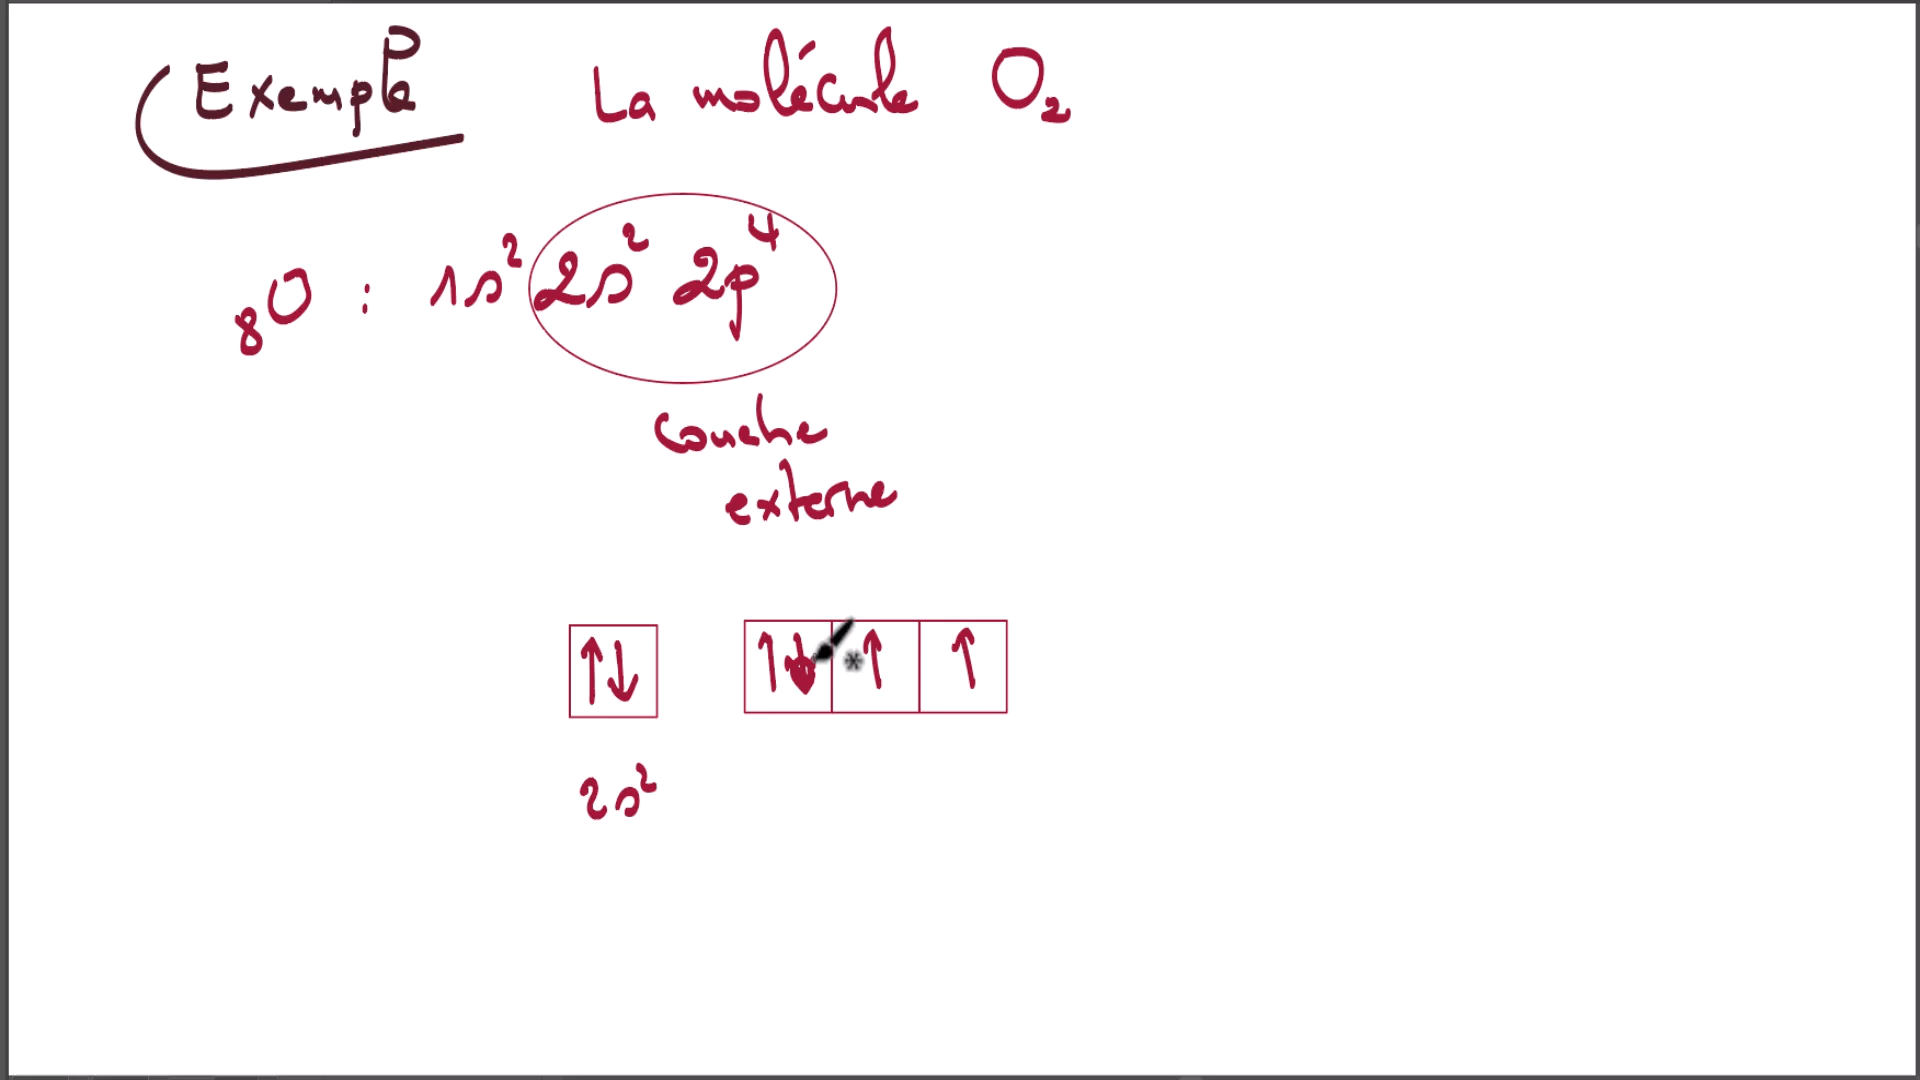 Exemple La molécule O₂
₈O : 1s² 2s² 2p⁴
couche
externe
↑↓ ↑↓ ↑ ↑
2s²